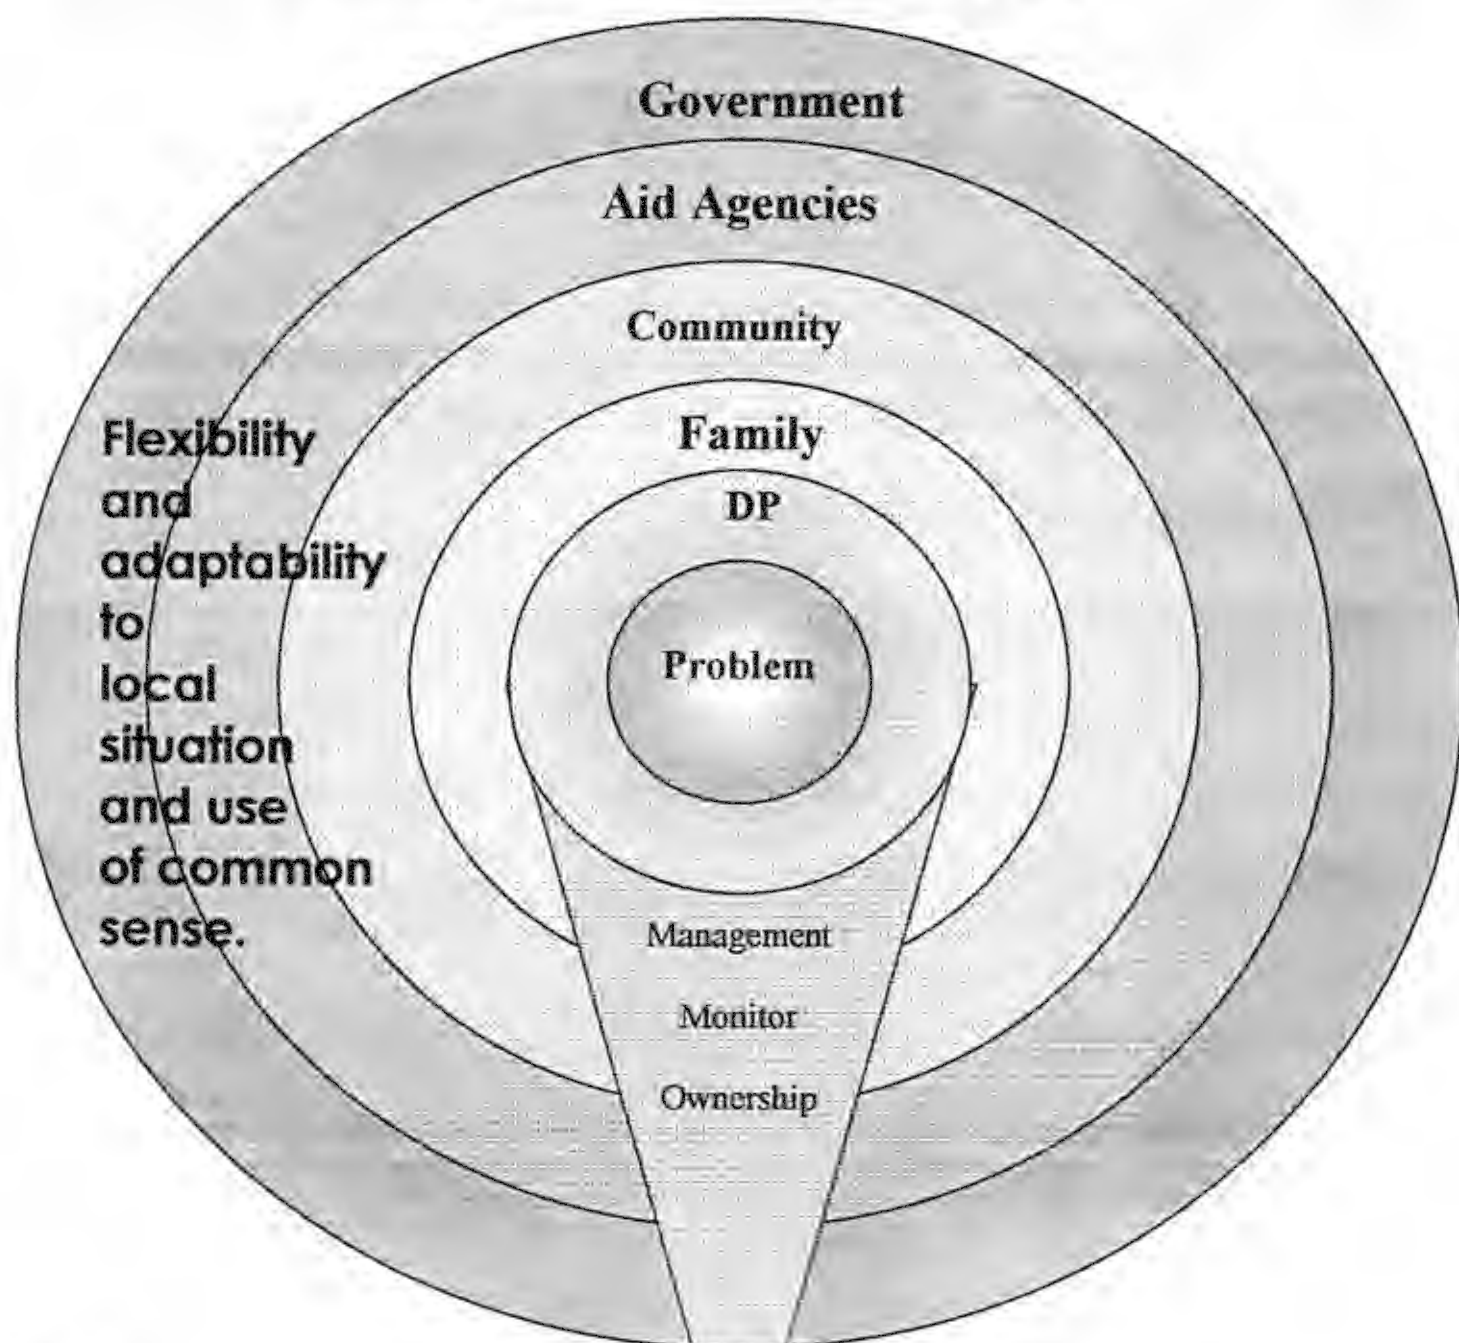 Government
Aid Agencies
Community
Family
DP
Problem
Flexibility
and
adaptability
to
local
situation
and use
of common
sense.
Management
Monitor
Ownership